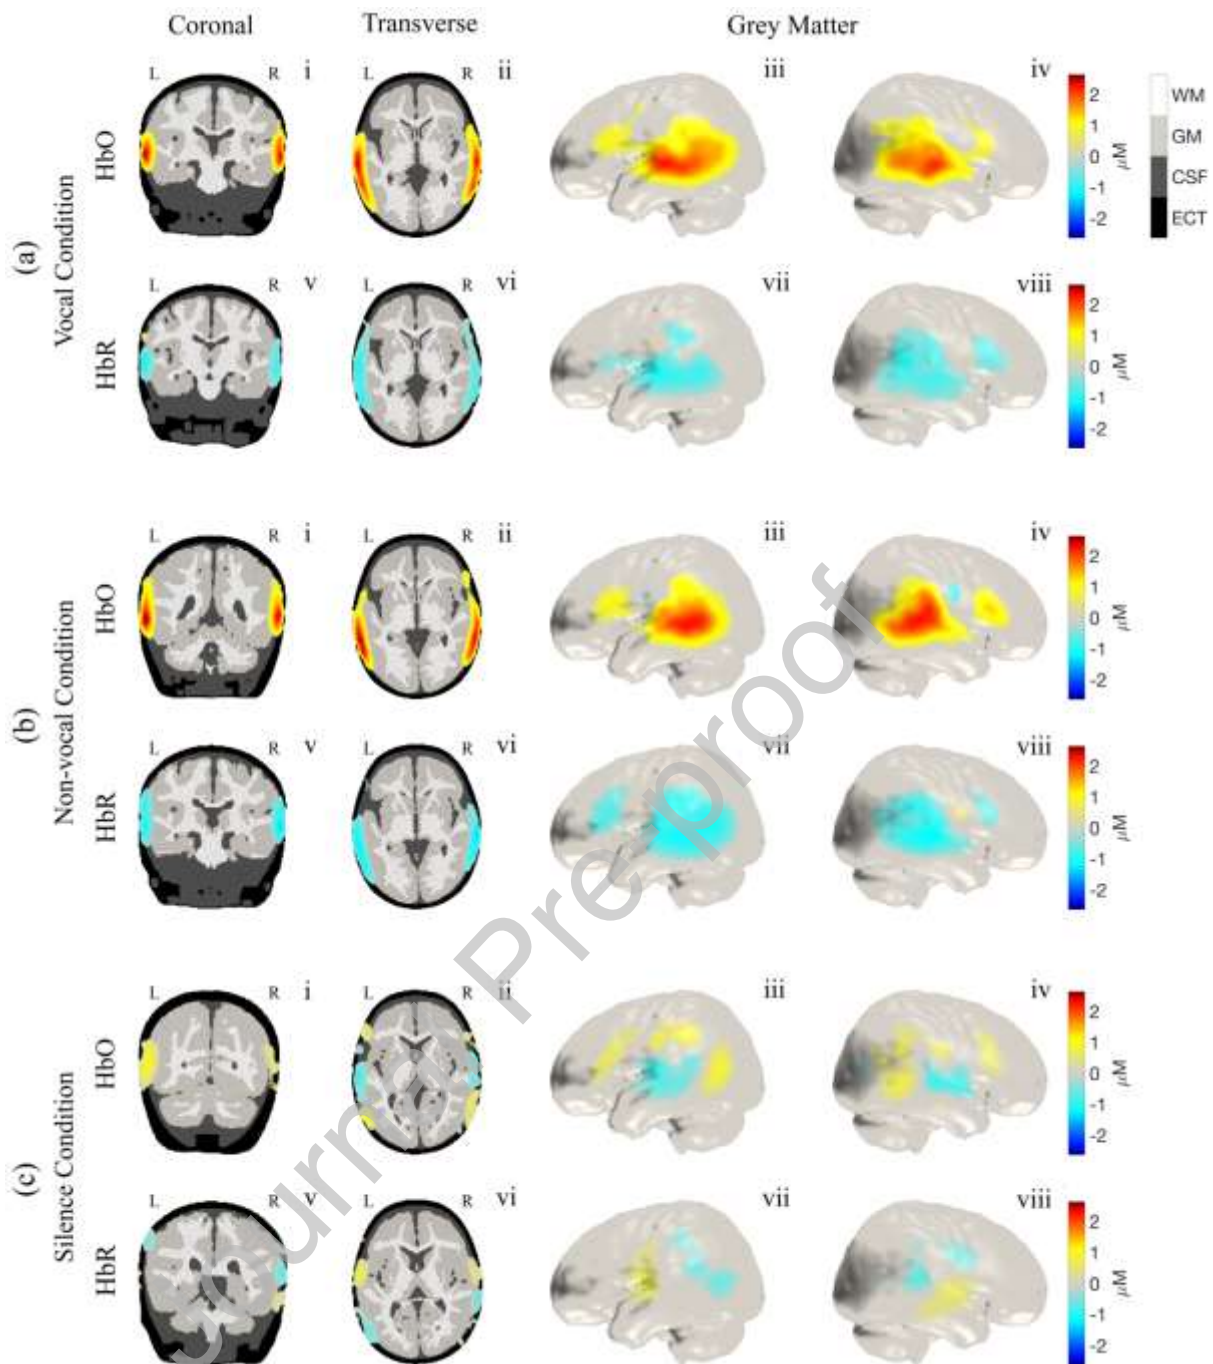 Coronal Transverse Grey Matter
(a)
Vocal Condition
HbO
L R i
L R ii
iii
iv
2
1
0
-1
-2
μM
WM
GM
CSF
ECT
HbR
v
vi
vii
viii
2
1
0
-1
-2
μM
(b)
Non-vocal Condition
HbO
L R i
L R ii
iii
iv
2
1
0
-1
-2
μM
HbR
L R v
L R vi
vii
viii
2
1
0
-1
-2
μM
(c)
Silence Condition
HbO
L R i
L R ii
iii
iv
2
1
0
-1
-2
μM
HbR
L R v
L R vi
vii
viii
2
1
0
-1
-2
μM
Journal Pre-proof